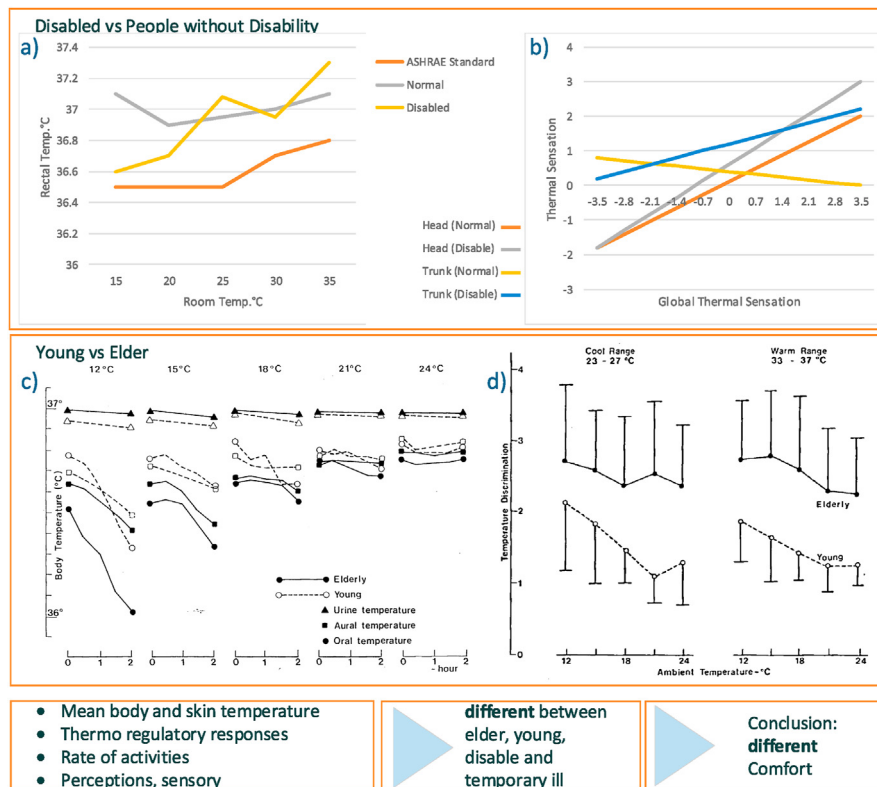 Disabled vs People without Disability
a)
37.4
37.2
37
36.8
36.6
36.4
36.2
36
Rectal Temp.°C
15 20 25 30 35
Room Temp.°C
ASHRAE Standard
Normal
Disabled
Head (Normal)
Head (Disable)
Trunk (Normal)
Trunk (Disable)
b)
4
3
2
1
0
-1
-2
-3
Thermal Sensation
-3.5 -2.8 -2.1 -1.4 -0.7 0 0.7 1.4 2.1 2.8 3.5
Global Thermal Sensation
Young vs Elder
c)
12°C 15°C 18°C 21°C 24°C
37°
36°
Body Temperature (°C)
Elderly
Young
Urine temperature
Aural temperature
Oral temperature
0 1 2 0 1 2 0 1 2 0 1 2 0 1 2
hour
d)
Cool Range
23 - 27 °C
Warm Range
33 - 37 °C
4
3
2
1
0
Temperature Discrimination
Elderly
Young
12 18 24 12 18 24
Ambient Temperature-°C
• Mean body and skin temperature
• Thermo regulatory responses
• Rate of activities
• Perceptions, sensory
different between
elder, young,
disable and
temporary ill
Conclusion:
different
Comfort